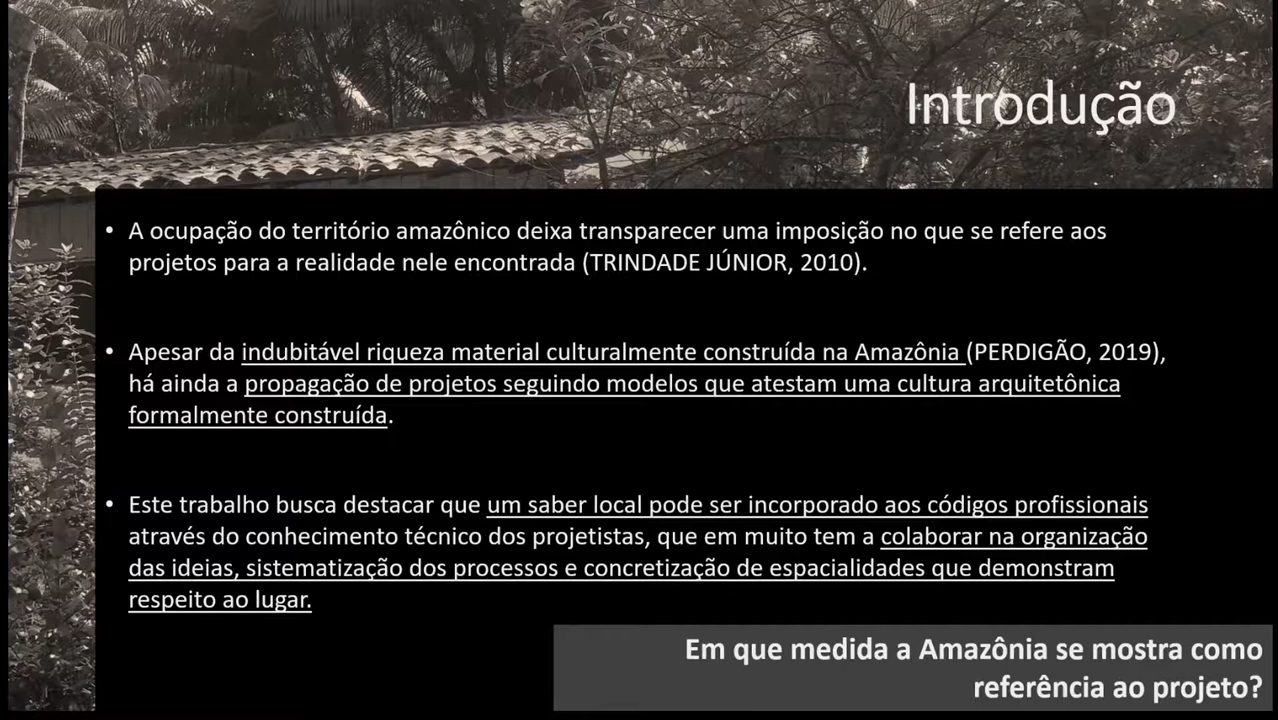 Introdução
• A ocupação do território amazônico deixa transparecer uma imposição no que se refere aos
projetos para a realidade nele encontrada (TRINDADE JÚNIOR, 2010).
• Apesar da indubitável riqueza material culturalmente construída na Amazônia (PERDIGÃO, 2019),
há ainda a propagação de projetos seguindo modelos que atestam uma cultura arquitetônica
formalmente construída.
• Este trabalho busca destacar que um saber local pode ser incorporado aos códigos profissionais
através do conhecimento técnico dos projetistas, que em muito tem a colaborar na organização
das ideias, sistematização dos processos e concretização de espacialidades que demonstram
respeito ao lugar.
Em que medida a Amazônia se mostra como
referência ao projeto?